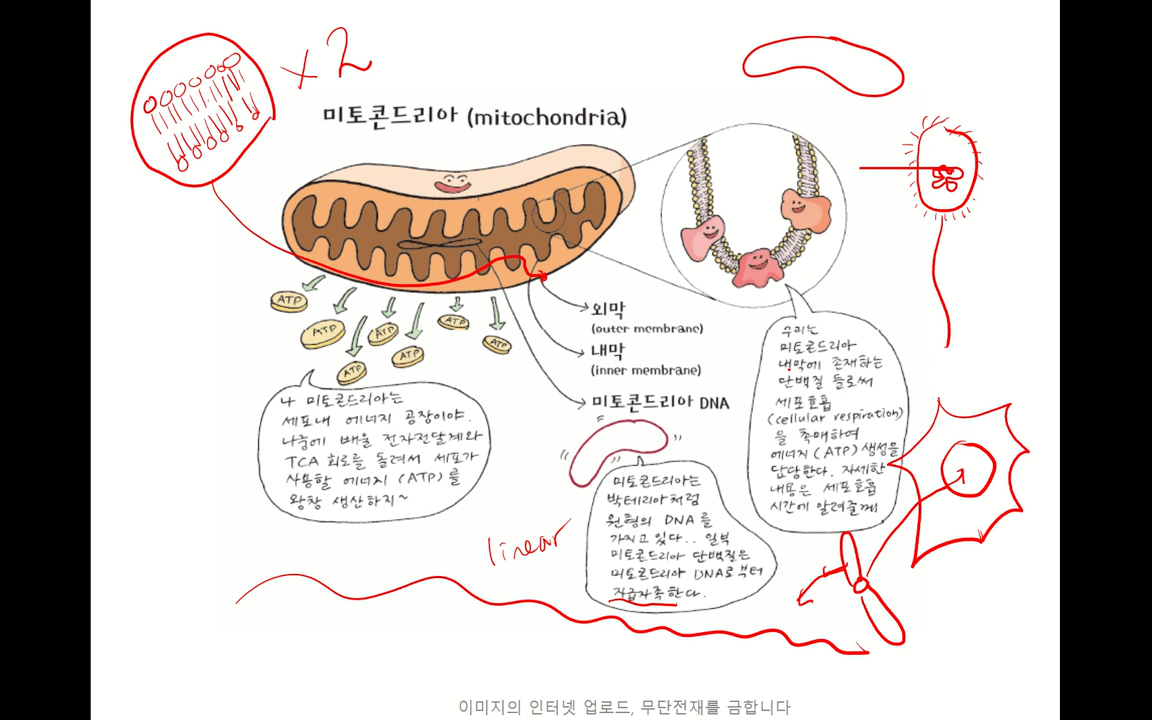 ×2
미토콘드리아 (mitochondria)
ATP
ATP
ATP
ATP
ATP
ATP
ATP
외막
(outer membrane)
내막
(inner membrane)
미토콘드리아 DNA
나 미토콘드리아는
세포내 에너지 공장이야.
나중에 배울 전자전달계와
TCA 회로를 돌려서 세포가
사용할 에너지 (ATP)를
왕창 생산하지~
미토콘드리아는
박테리아처럼
원형의 DNA를
가지고 있다.. 일부
미토콘드리아 단백질은
미토콘드리아 DNA로부터
자급자족한다.
우리는
미토콘드리아
내막에 존재하는
단백질 들로써
세포호흡
(cellular respiration)
을 촉매하여
에너지(ATP) 생성을
담당한다. 자세한
내용은 세포호흡
시간에 알려줄께
linear
이미지의 인터넷 업로드, 무단전재를 금합니다